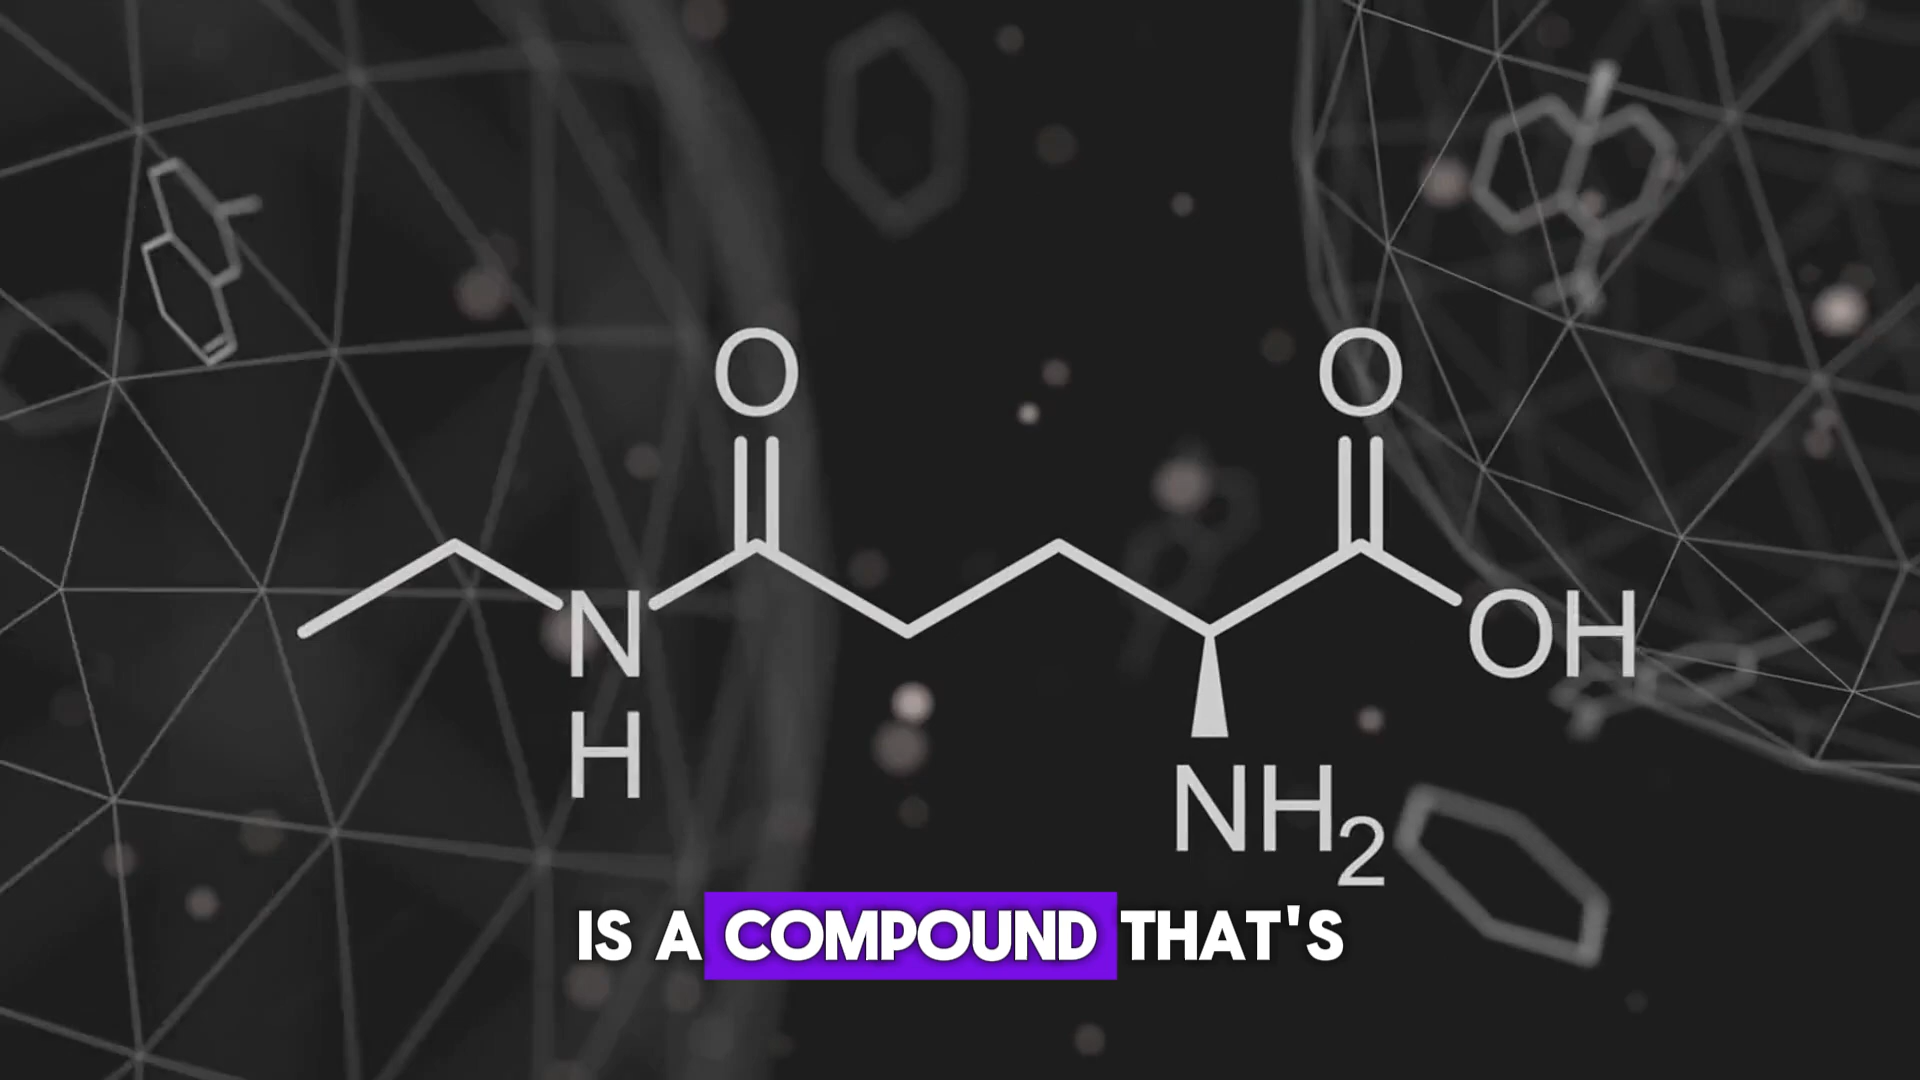 O O
N OH
H
NH2
IS A COMPOUND THAT'S